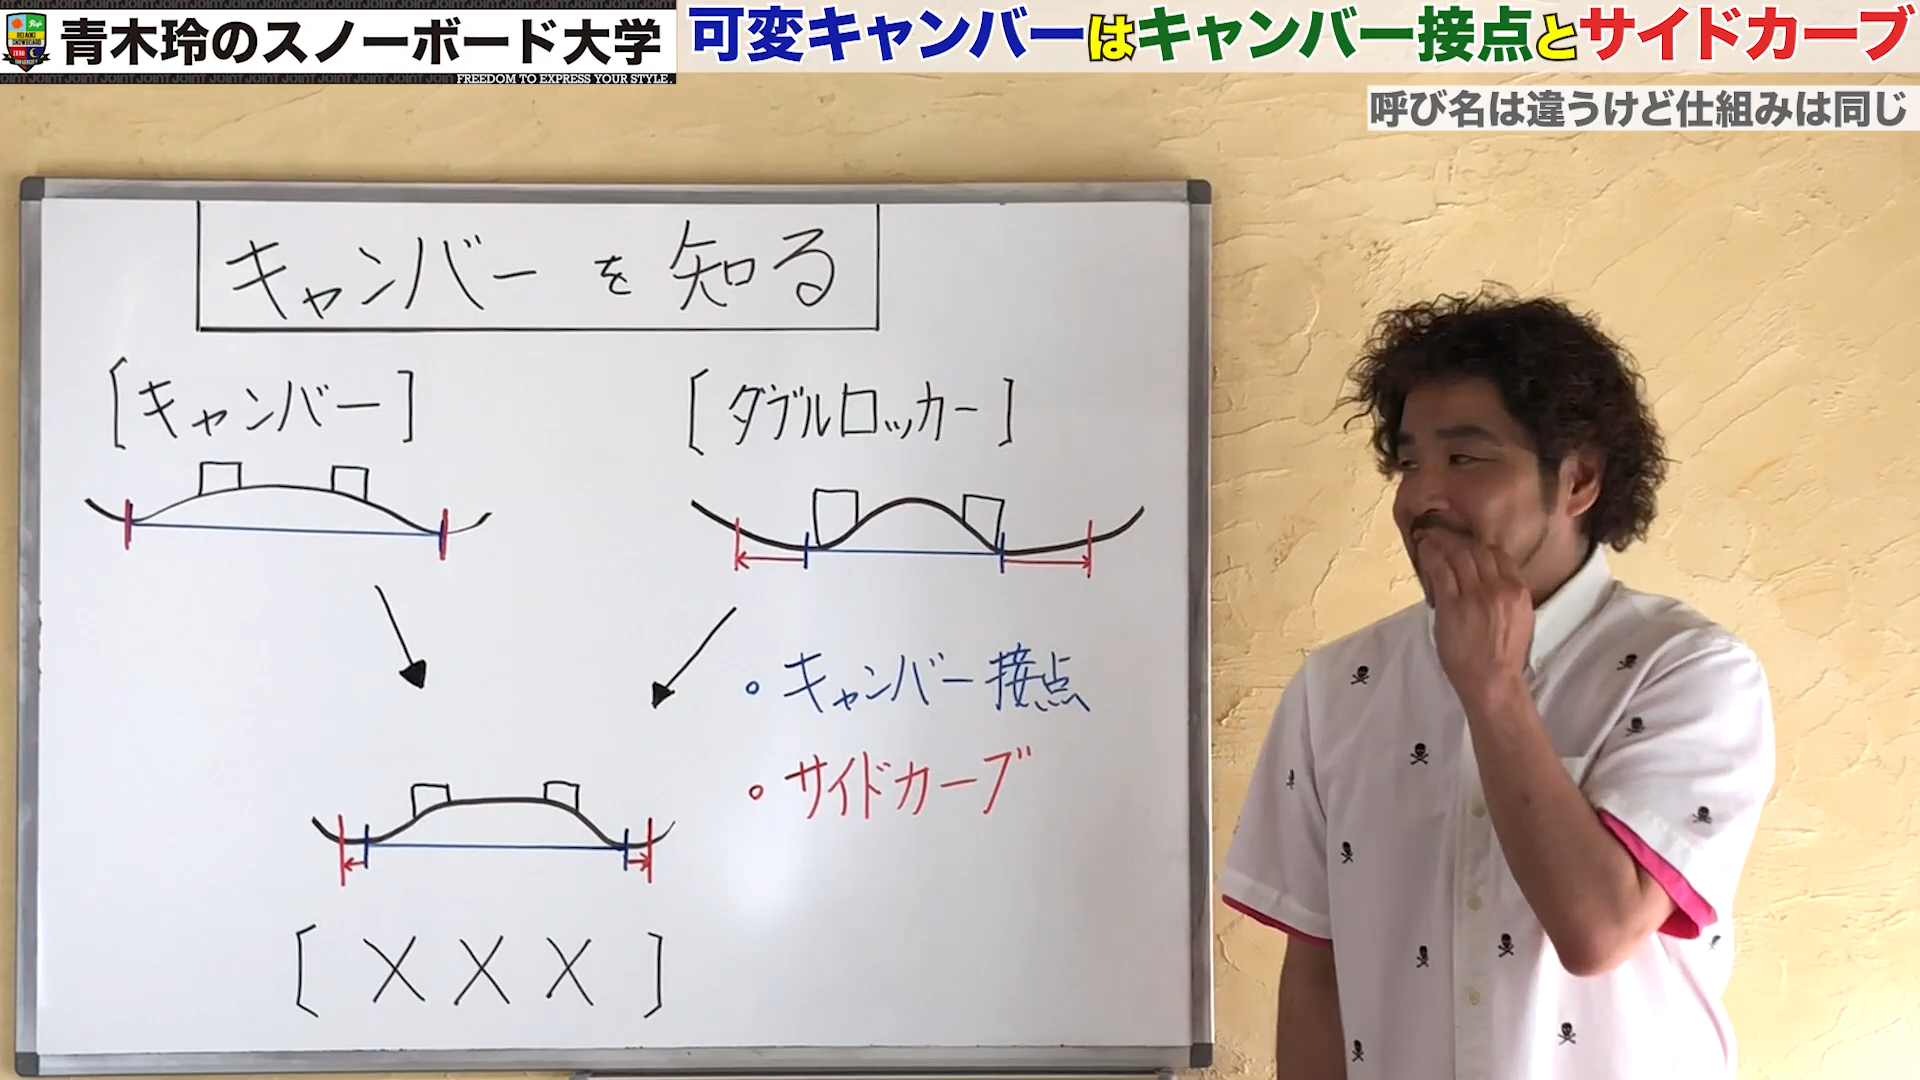 青木玲のスノーボード大学
FREEDOM TO EXPRESS YOUR STYLE.
可変キャンバーはキャンバー接点とサイドカーブ
呼び名は違うけど仕組みは同じ
キャンバーを知る
[キャンバー]
[ダブルロッカー]
。キャンバー接点
。サイドカーブ
[XXX]